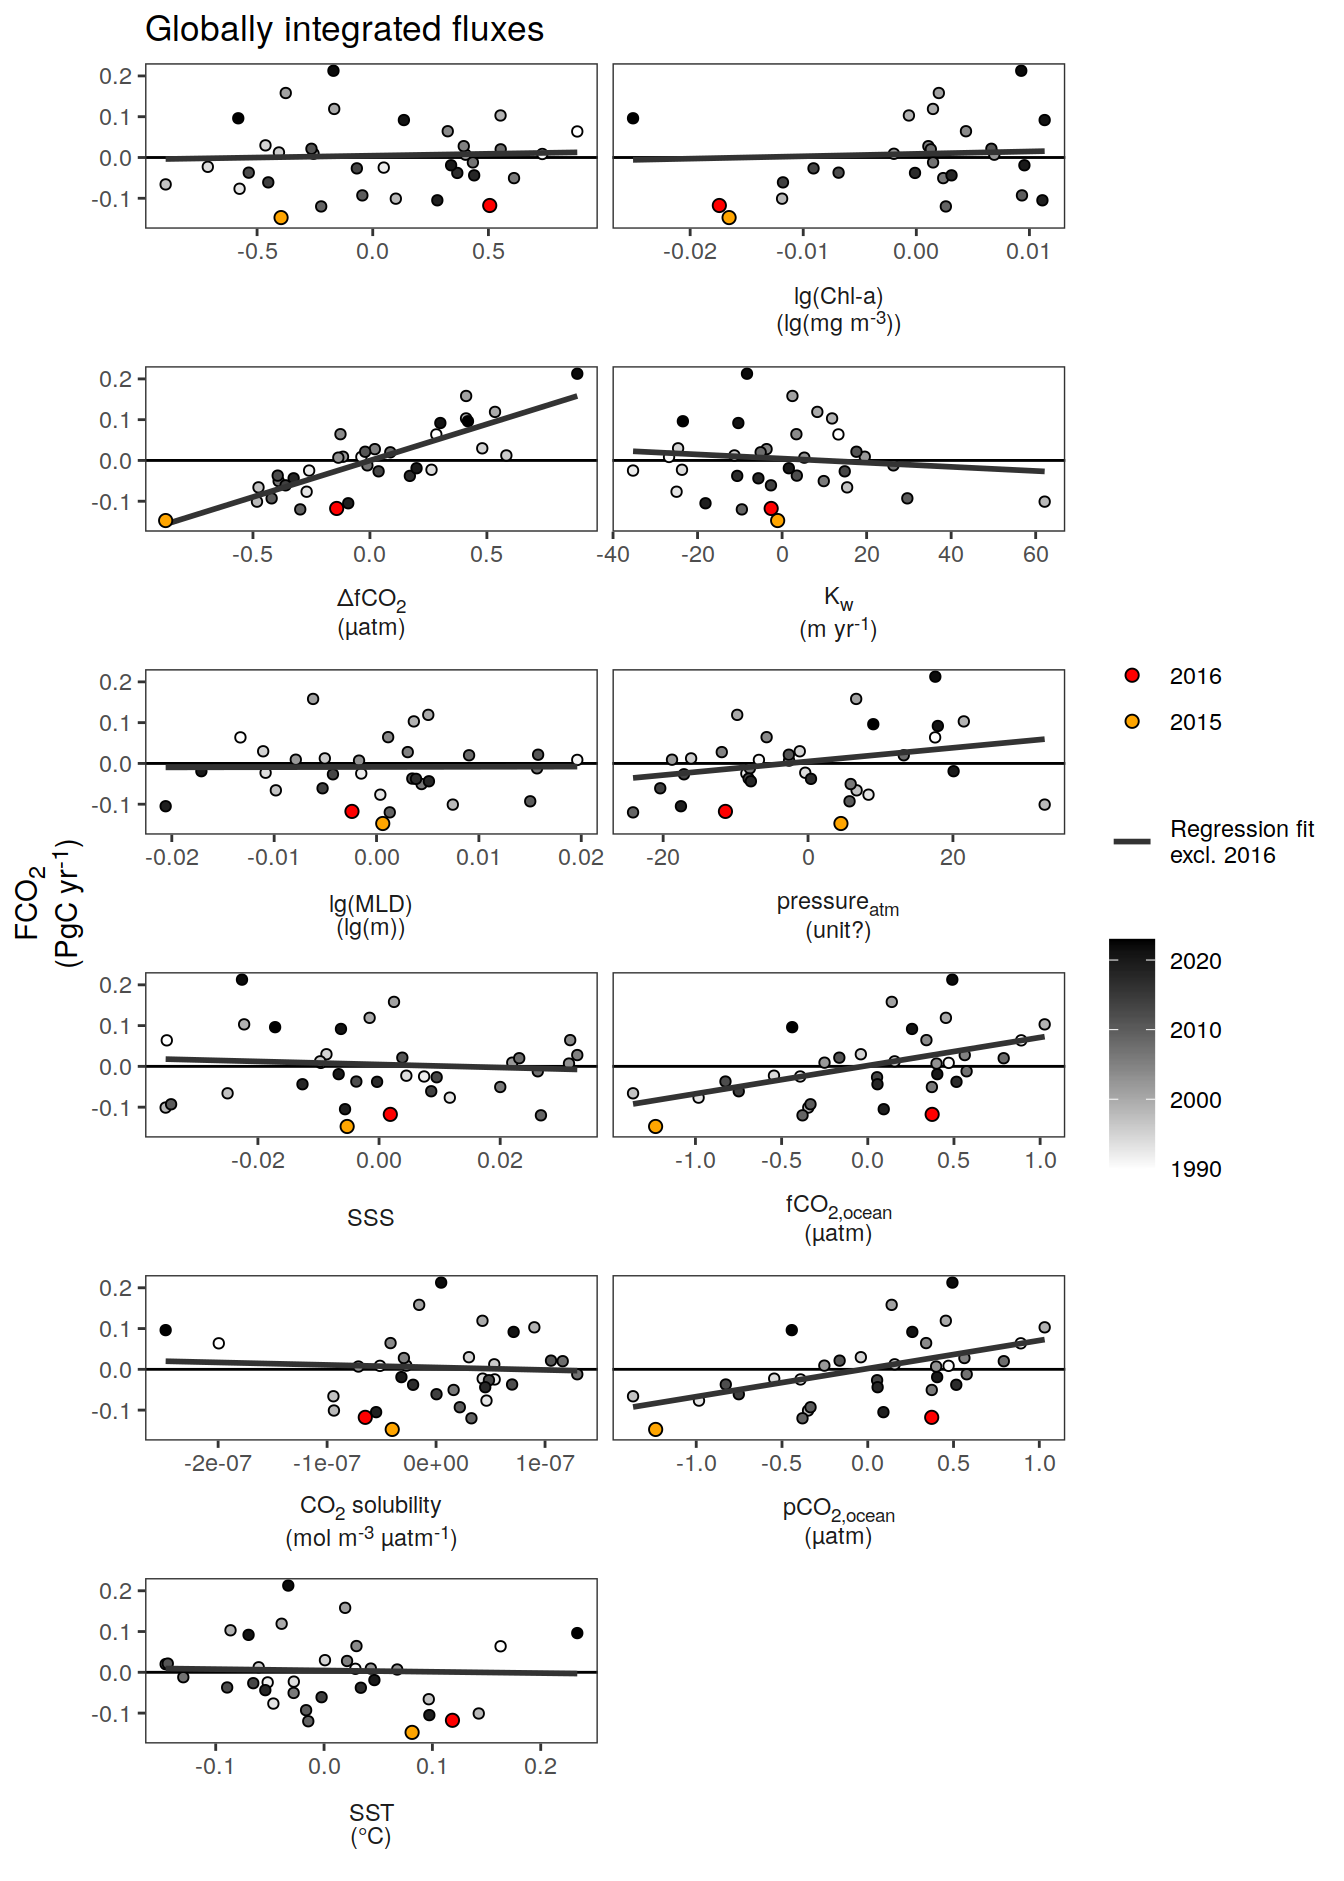 Globally integrated fluxes
0.2
0.1
0.0
-0.1
-0.5 0.0 0.5
-0.02 -0.01 0.00 0.01
lg(Chl-a)
(lg(mg m-3))
0.2
0.1
0.0
-0.1
-0.5 0.0 0.5
-40 -20 0 20 40 60
ΔfCO2
(µatm)
Kw
(m yr-1)
0.2
0.1
0.0
-0.1
-0.02 -0.01 0.00 0.01 0.02
-20 0 20
lg(MLD)
(lg(m))
pressureatm
(unit?)
FCO2
(PgC yr-1)
2016
2015
Regression fit
excl. 2016
2020
2010
2000
1990
0.2
0.1
0.0
-0.1
-0.02 0.00 0.02
-1.0 -0.5 0.0 0.5 1.0
SSS
fCO2,ocean
(µatm)
0.2
0.1
0.0
-0.1
-2e-07 -1e-07 0e+00 1e-07
-1.0 -0.5 0.0 0.5 1.0
CO2 solubility
(mol m-3 µatm-1)
pCO2,ocean
(µatm)
0.2
0.1
0.0
-0.1
-0.1 0.0 0.1 0.2
SST
(°C)